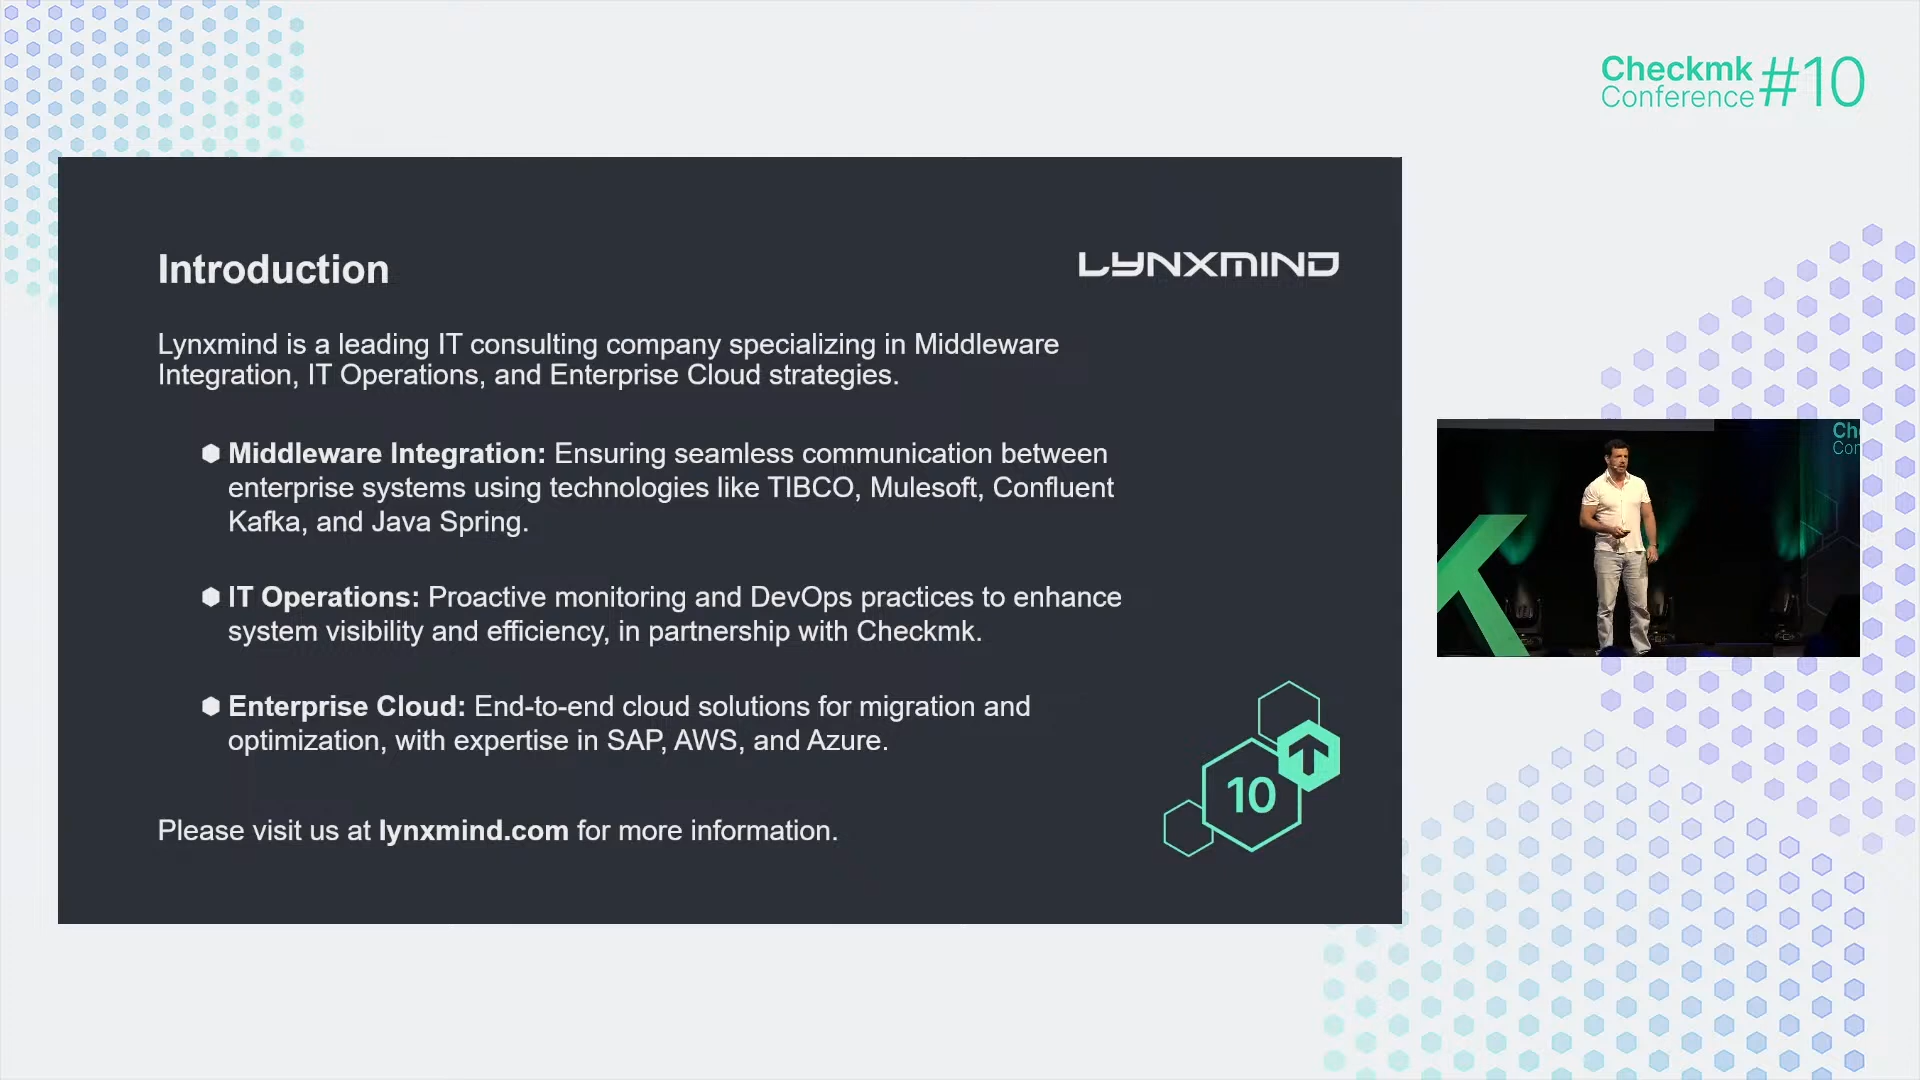 Checkmk
Conference #10
Introduction
LYNXMIND
Lynxmind is a leading IT consulting company specializing in Middleware
Integration, IT Operations, and Enterprise Cloud strategies.
Middleware Integration: Ensuring seamless communication between
enterprise systems using technologies like TIBCO, Mulesoft, Confluent
Kafka, and Java Spring.
IT Operations: Proactive monitoring and DevOps practices to enhance
system visibility and efficiency, in partnership with Checkmk.
Enterprise Cloud: End-to-end cloud solutions for migration and
optimization, with expertise in SAP, AWS, and Azure.
10
Please visit us at lynxmind.com for more information.
Che
Con
K